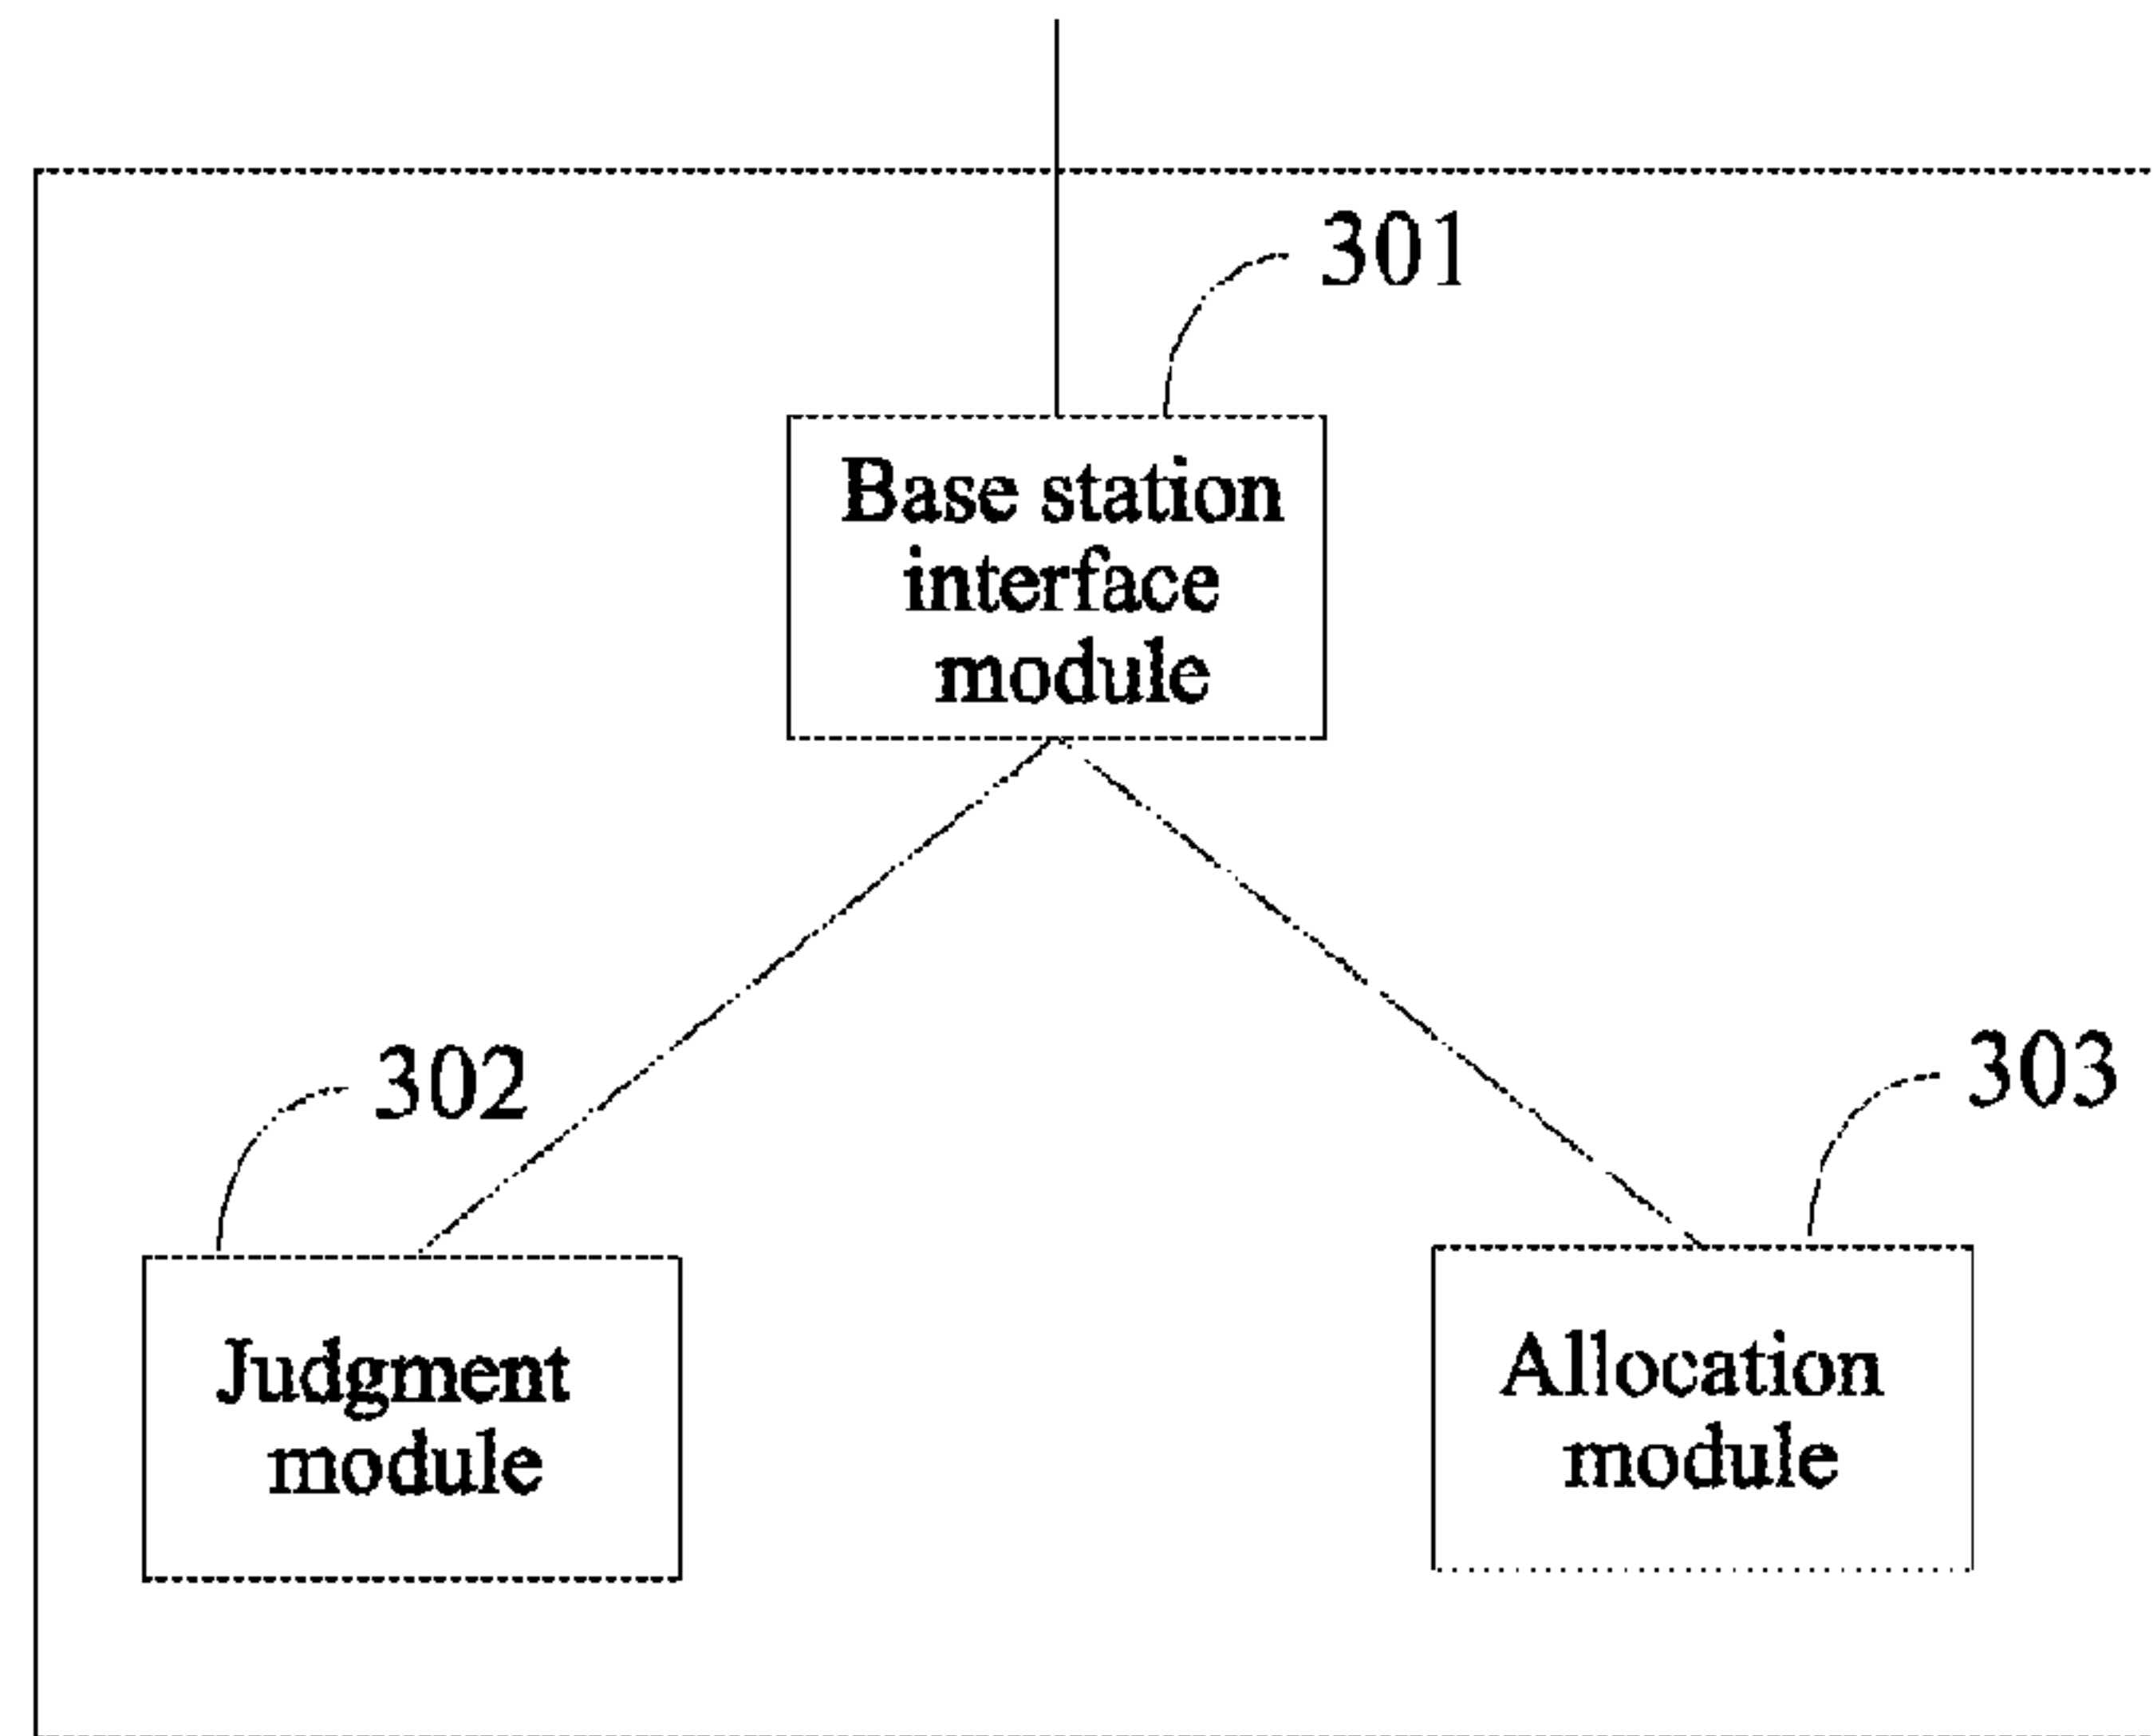 301
Base station
interface
module
302
303
Judgment
module
Allocation
module